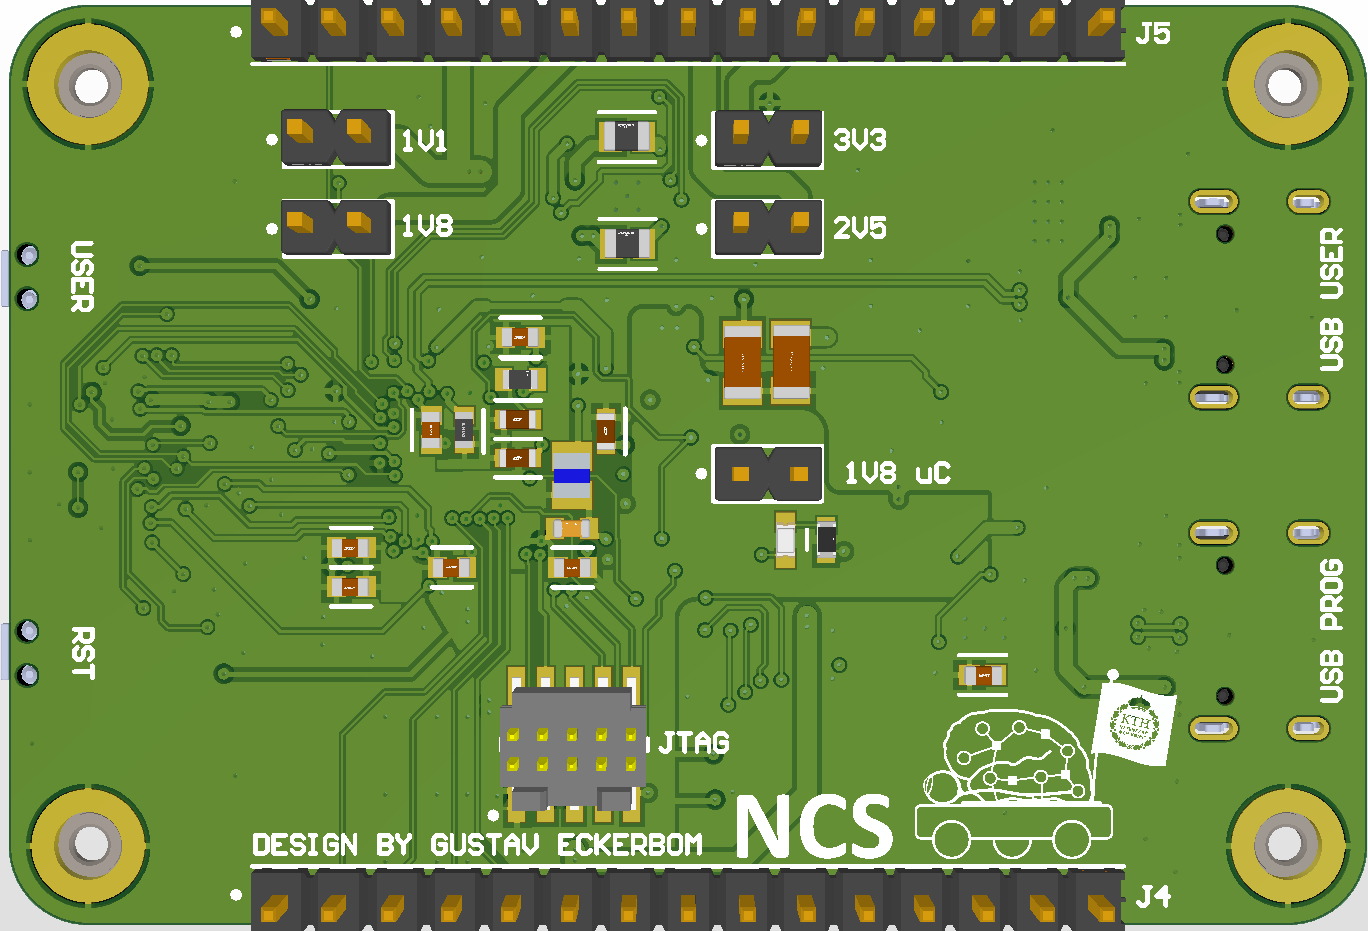 J5
1V1
3V3
1V8
2V5
USER
USB USER
1V8 uC
USB PROG
RST
KTH
JTAG
NCS
DESIGN BY GUSTAV ECKERBOM
J4